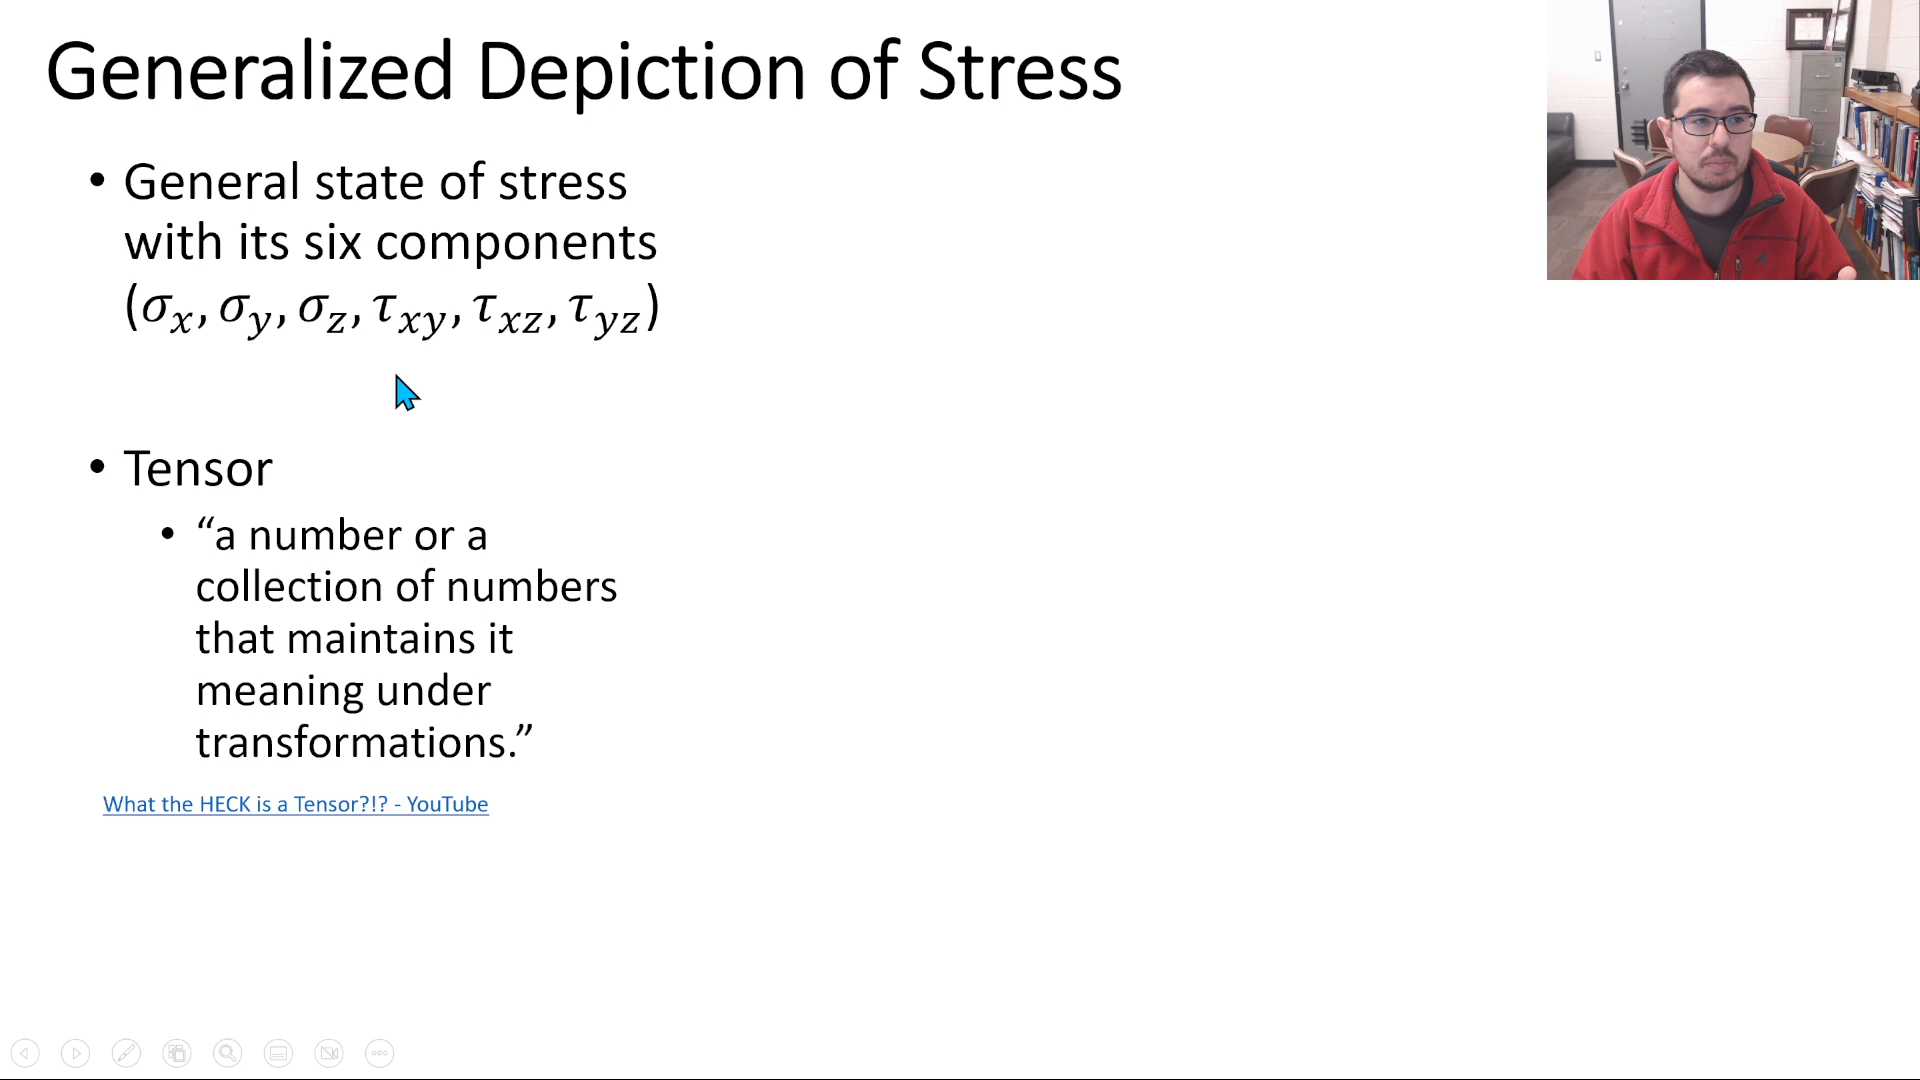 Generalized Depiction of Stress
• General state of stress
with its six components
(σₓ, σ_y, σ_z, τ_xy, τ_xz, τ_yz)
• Tensor
• “a number or a
collection of numbers
that maintains it
meaning under
transformations.”
What the HECK is a Tensor?!? - YouTube